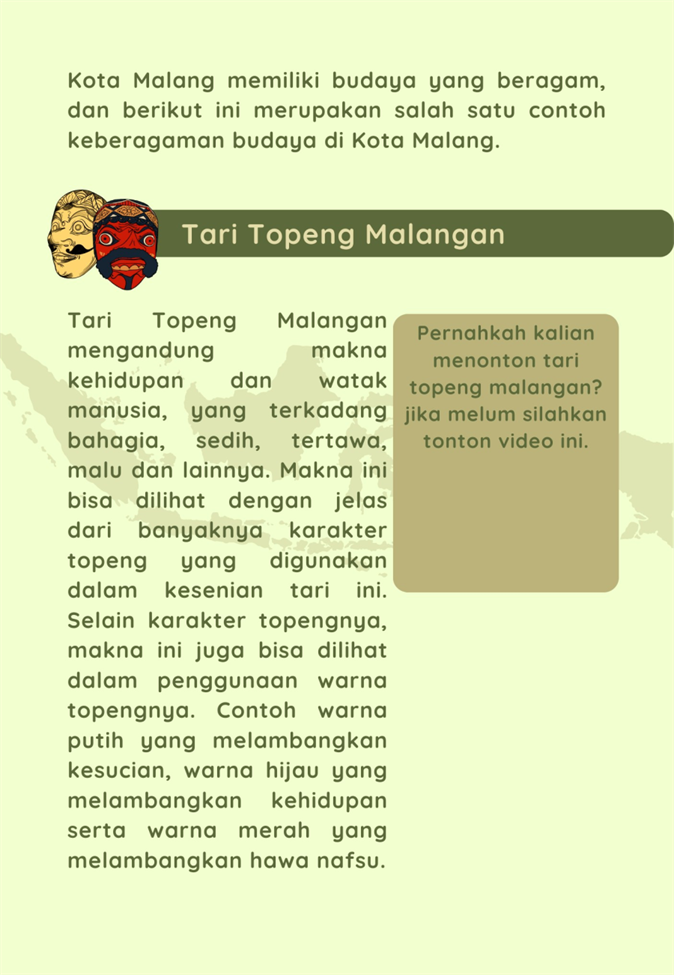 Kota Malang memiliki budaya yang beragam,
dan berikut ini merupakan salah satu contoh
keberagaman budaya di Kota Malang.
Tari Topeng Malangan
Tari Topeng Malangan
mengandung makna
kehidupan dan watak
manusia, yang terkadang
bahagia, sedih, tertawa,
malu dan lainnya. Makna ini
bisa dilihat dengan jelas
dari banyaknya karakter
topeng yang digunakan
dalam kesenian tari ini.
Selain karakter topengnya,
makna ini juga bisa dilihat
dalam penggunaan warna
topengnya. Contoh warna
putih yang melambangkan
kesucian, warna hijau yang
melambangkan kehidupan
serta warna merah yang
melambangkan hawa nafsu.
Pernahkah kalian
menonton tari
topeng malangan?
jika melum silahkan
tonton video ini.